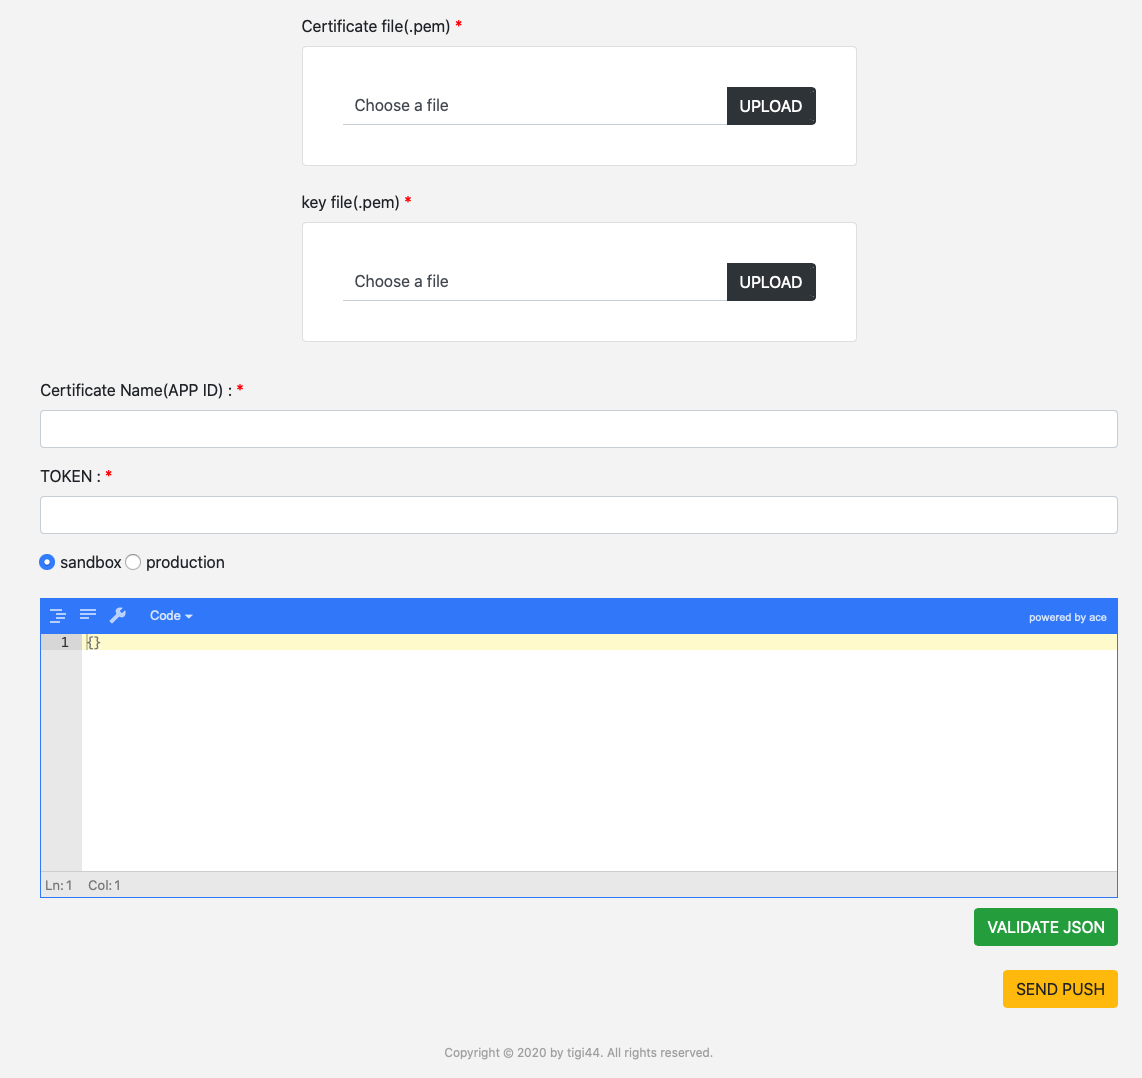 Certificate file(.pem) *
Choose a file UPLOAD
key file(.pem) *
Choose a file UPLOAD
Certificate Name(APP ID) : *
TOKEN : *
sandbox production
Code powered by ace
1 {}
Ln: 1 Col: 1
VALIDATE JSON
SEND PUSH
Copyright © 2020 by tigi44. All rights reserved.